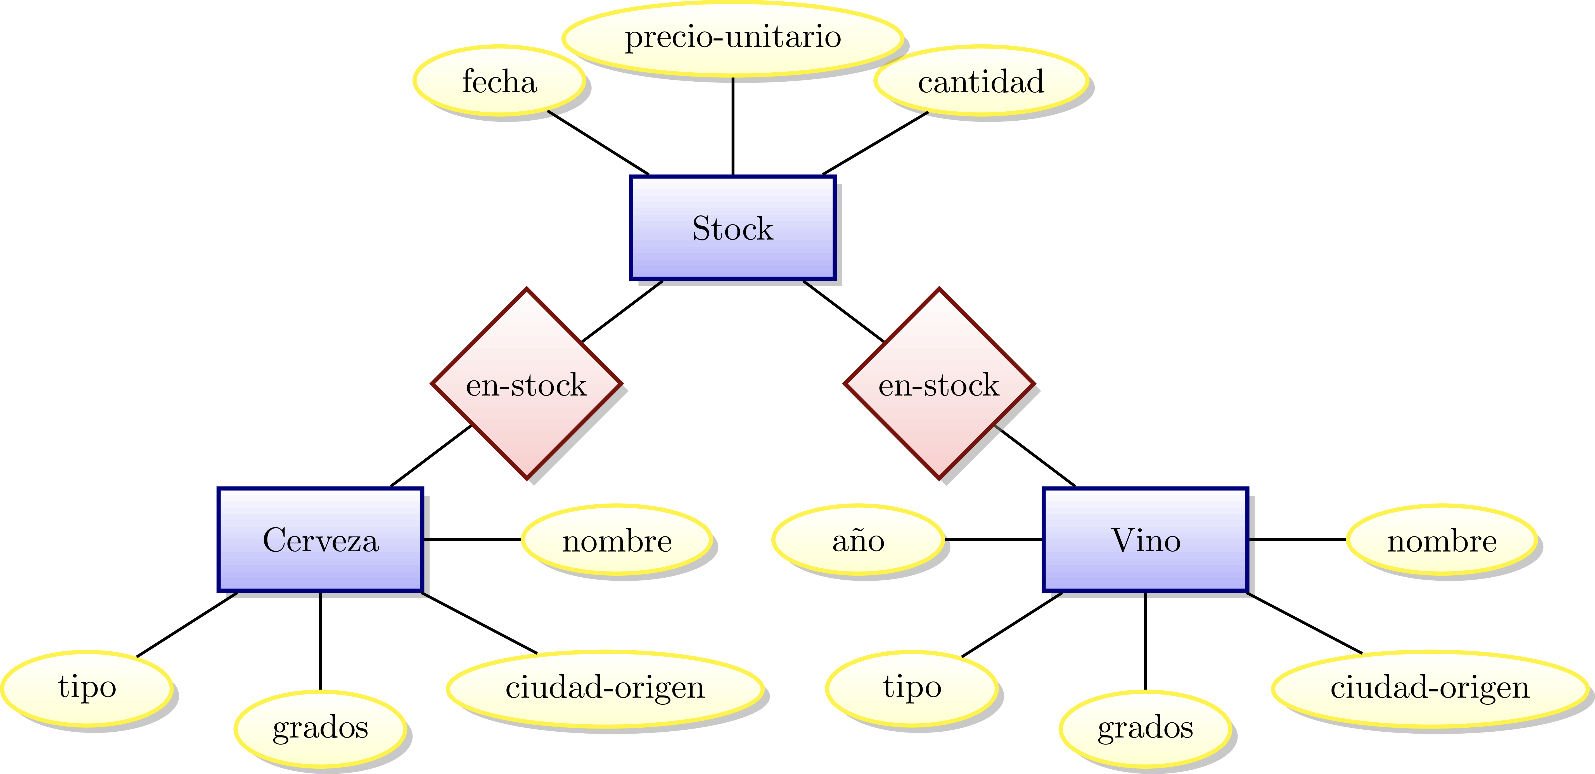 precio-unitario
fecha
cantidad
Stock
en-stock
en-stock
Cerveza
nombre
año
Vino
nombre
tipo
grados
ciudad-origen
tipo
grados
ciudad-origen